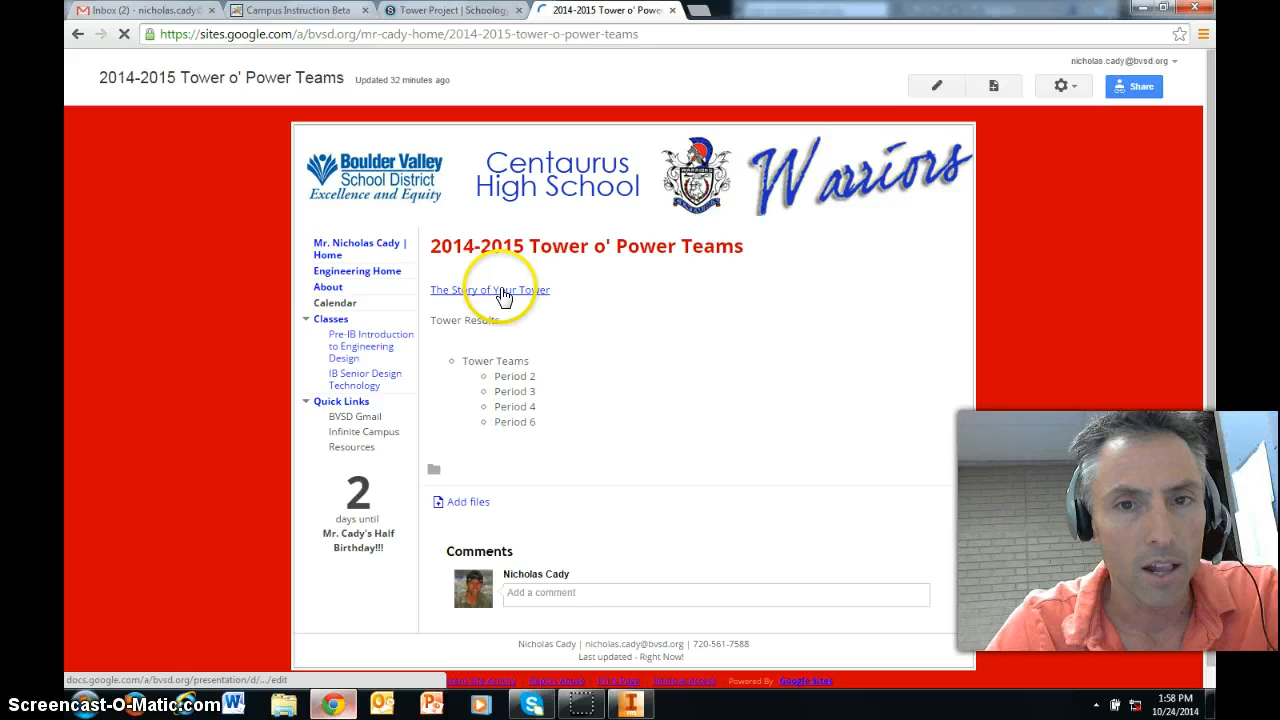 Inbox (2) - nicholas.cady@
Campus Instruction Beta
Tower Project | Schoology
2014-2015 Tower o' Power
https://sites.google.com/a/bvsd.org/mr-cady-home/2014-2015-tower-o-power-teams
nicholas.cady@bvsd.org
2014-2015 Tower o' Power Teams
Updated 32 minutes ago
Share
Boulder Valley
School District
Excellence and Equity
Centaurus
High School
Warriors
Mr. Nicholas Cady |
Home
Engineering Home
About
Calendar
Classes
Pre-IB Introduction
to Engineering
Design
IB Senior Design
Technology
Quick Links
BVSD Gmail
Infinite Campus
Resources
2
days until
Mr. Cady's Half
Birthday!!!
2014-2015 Tower o' Power Teams
The Story of Your Tower
Tower Results
Tower Teams
Period 2
Period 3
Period 4
Period 6
Add files
Comments
Nicholas Cady
Add a comment
Nicholas Cady | nicholas.cady@bvsd.org | 720-561-7588
Last updated - Right Now!
docs.google.com/a/bvsd.org/presentation/d/.../edit
Report Abuse
Print Page
Remove Access
Powered By
Google Sites
Screencast-O-Matic.com
1:58 PM
10/24/2014